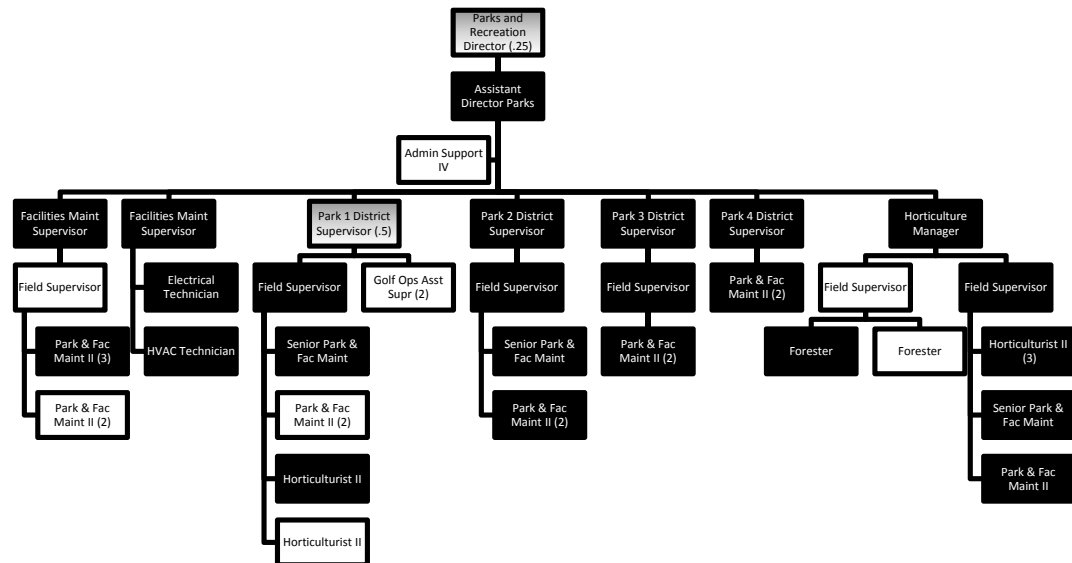 Parks and
Recreation
Director (.25)
Assistant
Director Parks
Admin Support
IV
Facilities Maint
Supervisor
Facilities Maint
Supervisor
Park 1 District
Supervisor (.5)
Park 2 District
Supervisor
Park 3 District
Supervisor
Park 4 District
Supervisor
Horticulture
Manager
Field Supervisor
Electrical
Technician
Field Supervisor
Golf Ops Asst
Supr (2)
Field Supervisor
Field Supervisor
Park & Fac
Maint II (2)
Field Supervisor
Field Supervisor
Park & Fac
Maint II (3)
HVAC Technician
Senior Park &
Fac Maint
Senior Park &
Fac Maint
Park & Fac
Maint II (2)
Forester
Forester
Horticulturist II
(3)
Park & Fac
Maint II (2)
Park & Fac
Maint II (2)
Park & Fac
Maint II (2)
Senior Park &
Fac Maint
Horticulturist II
Park & Fac
Maint II
Horticulturist II